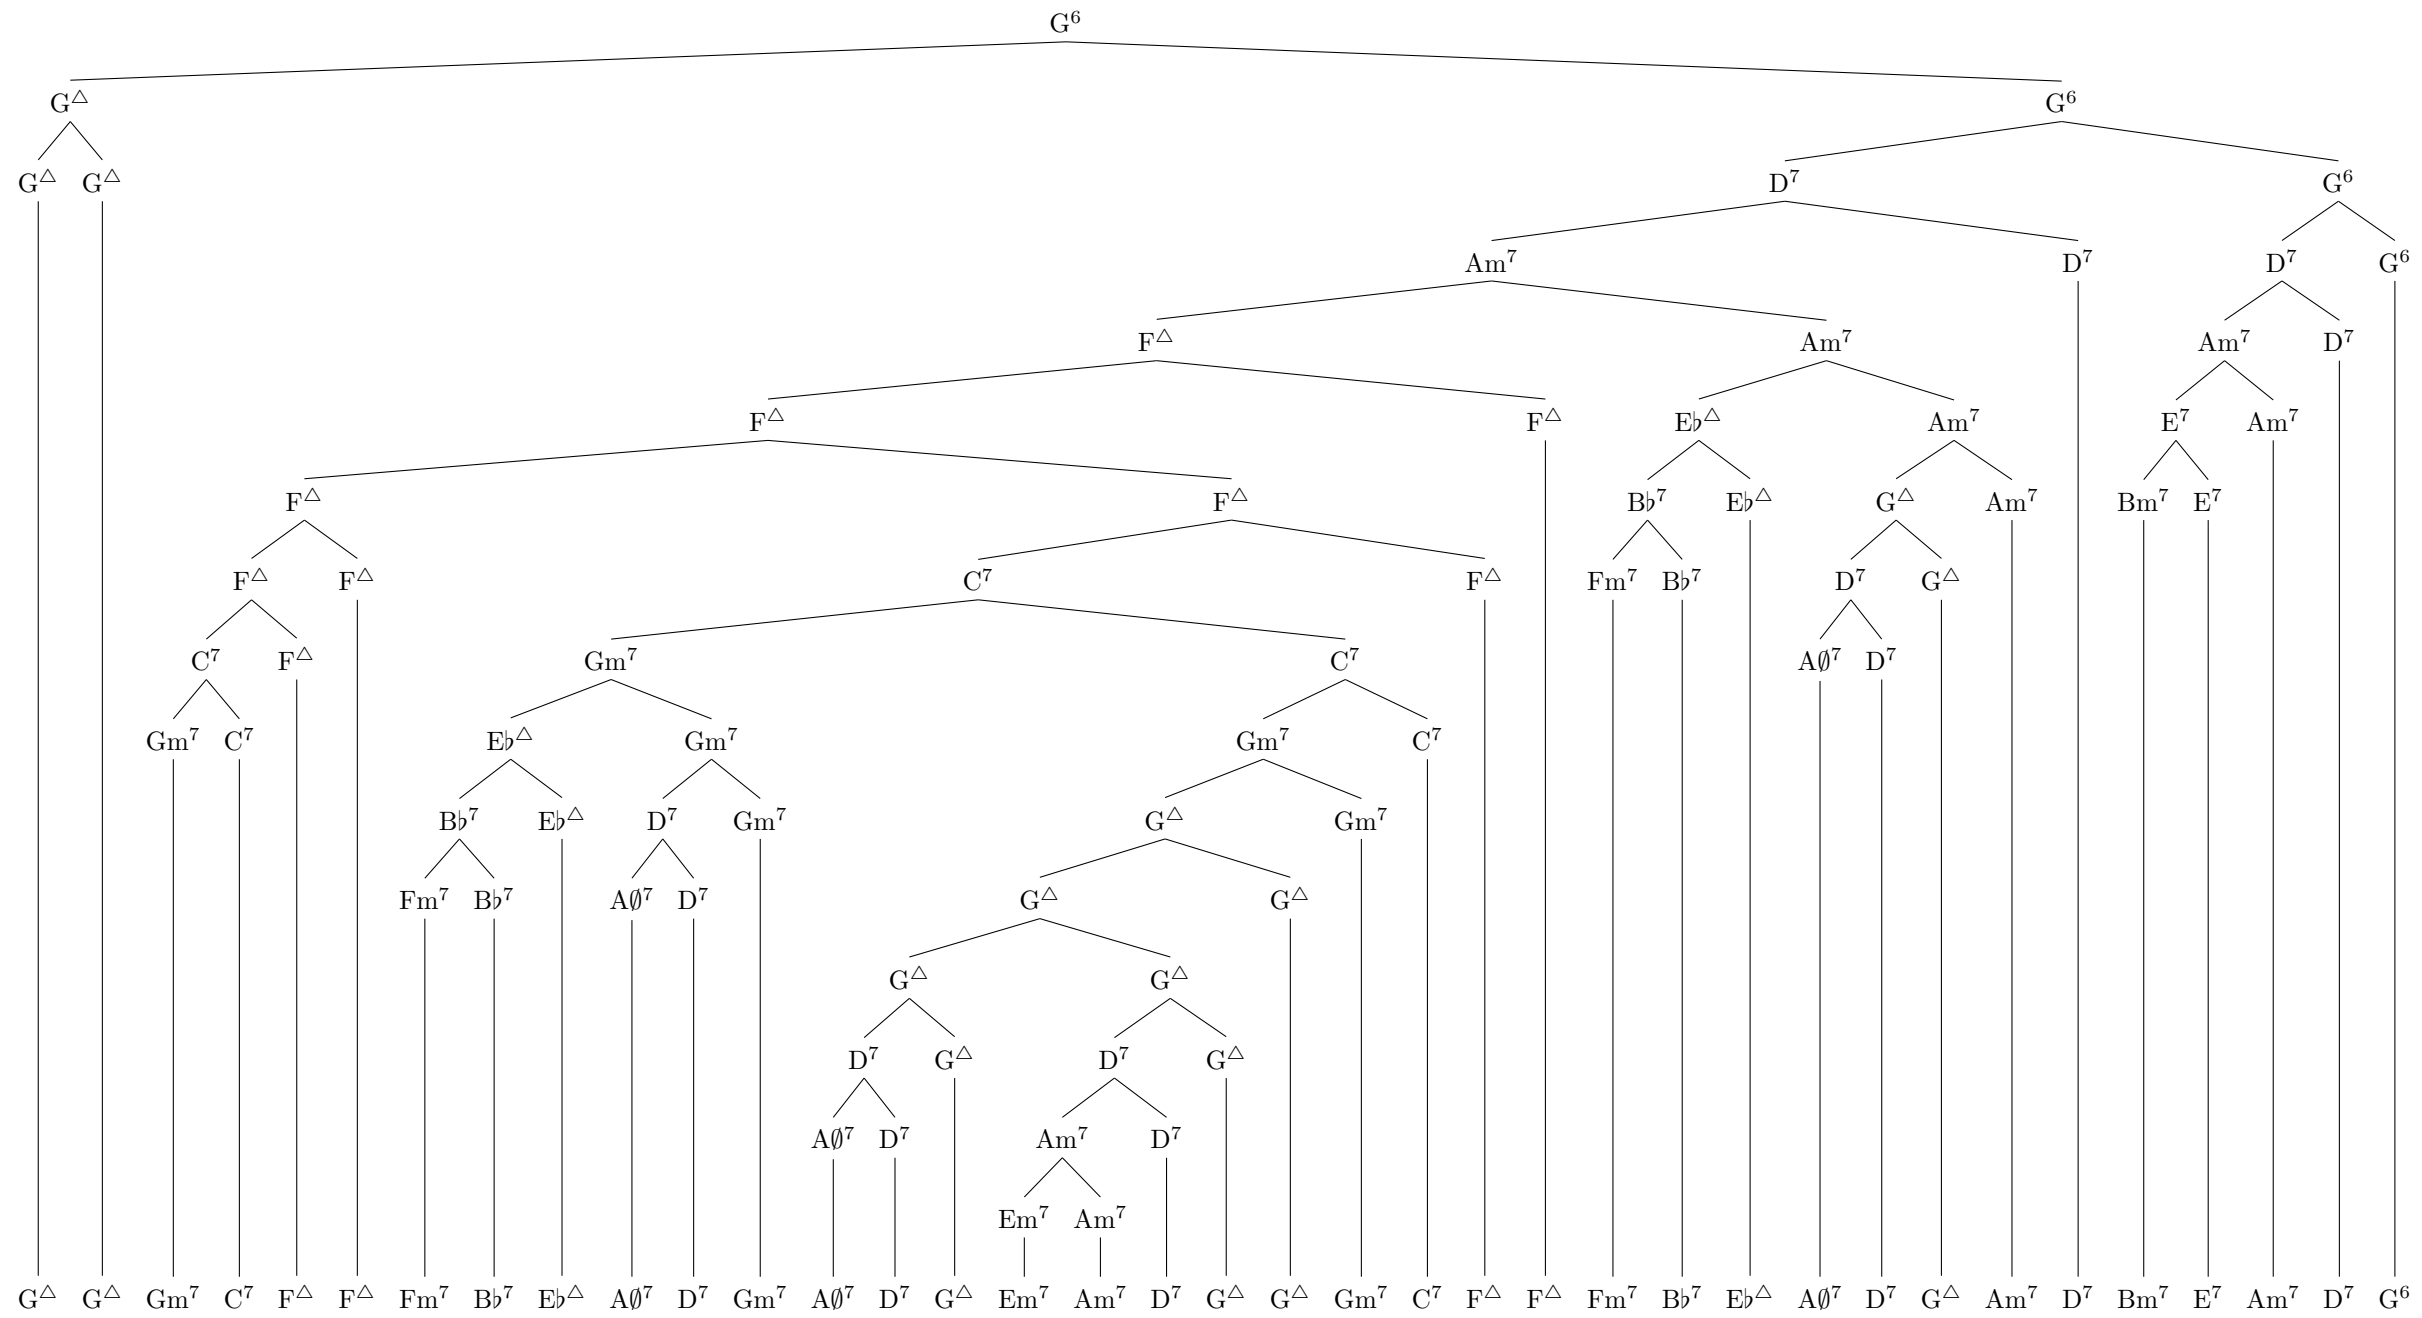 G⁶
G△ G⁶
G△ G△ D⁷ G⁶
Am⁷ D⁷ D⁷ G⁶
F△ Am⁷ Am⁷ D⁷
F△ F△ E♭△ Am⁷ E⁷ Am⁷
F△ F△ B♭⁷ E♭△ G△ Am⁷ Bm⁷ E⁷
F△ F△ C⁷ F△ Fm⁷ B♭⁷ D⁷ G△
C⁷ F△ Gm⁷ C⁷ A∅⁷ D⁷
Gm⁷ C⁷ E♭△ Gm⁷ Gm⁷ C⁷
B♭⁷ E♭△ D⁷ Gm⁷ G△ Gm⁷
Fm⁷ B♭⁷ A∅⁷ D⁷ G△ G△
G△ G△
D⁷ G△ D⁷ G△
A∅⁷ D⁷ Am⁷ D⁷
Em⁷ Am⁷
G△ G△ Gm⁷ C⁷ F△ F△ Fm⁷ B♭⁷ E♭△ A∅⁷ D⁷ Gm⁷ A∅⁷ D⁷ G△ Em⁷ Am⁷ D⁷ G△ G△ Gm⁷ C⁷ F△ F△ Fm⁷ B♭⁷ E♭△ A∅⁷ D⁷ G△ Am⁷ D⁷ Bm⁷ E⁷ Am⁷ D⁷ G⁶